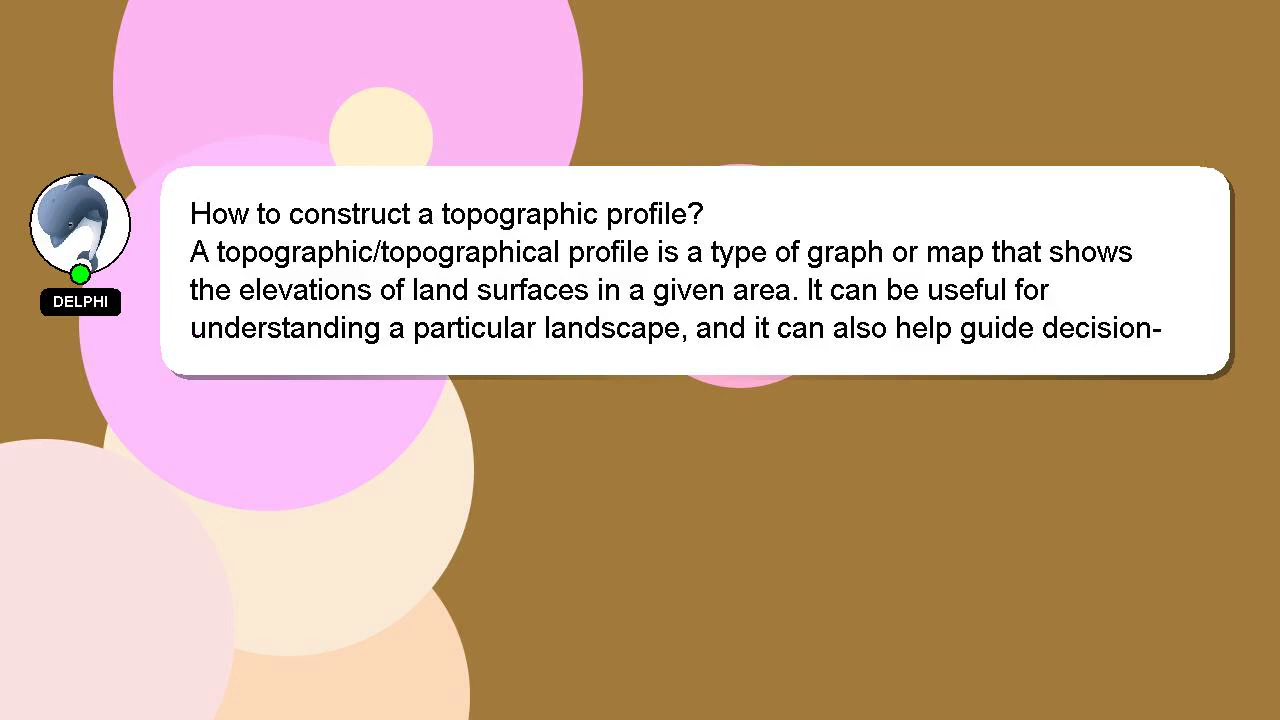 How to construct a topographic profile?
A topographic/topographical profile is a type of graph or map that shows
the elevations of land surfaces in a given area. It can be useful for
understanding a particular landscape, and it can also help guide decision-
DELPHI